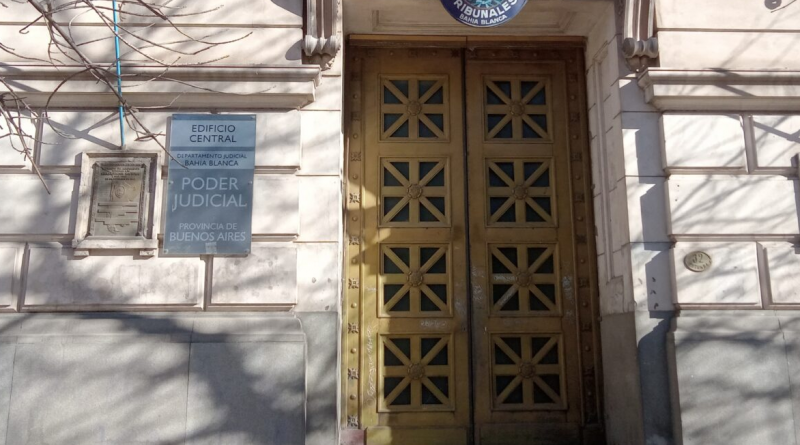 TRIBUNALES
BAHIA BLANCA
EDIFICIO
CENTRAL
DEPARTAMENTO JUDICIAL
BAHIA BLANCA
PODER
JUDICIAL
PROVINCIA DE
BUENOS AIRES